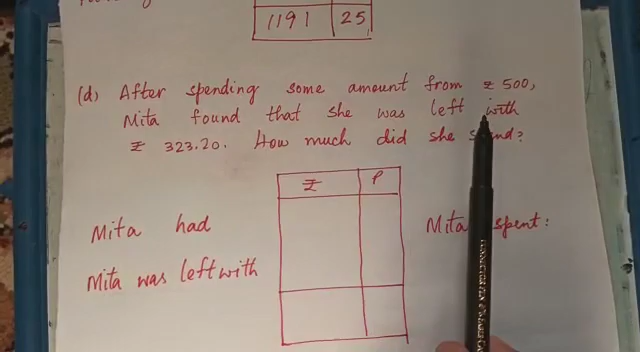 1191 25
(d) After spending some amount from ₹ 500,
Mita found that she was left with
₹ 323.20. How much did she
₹ P
Mita had
Mita spent:
Mita was left with